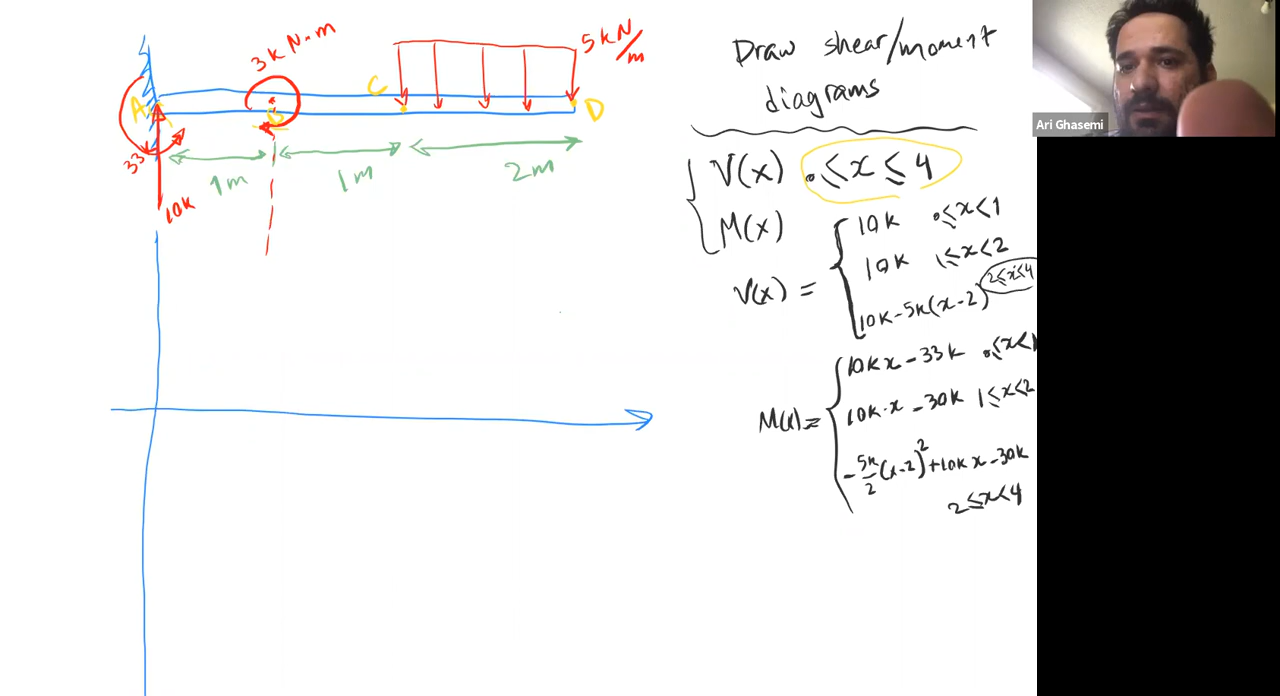 3kN.m
5kN/m
A
B
C
D
33
10k
1m
1m
2m
Draw shear/moment
diagrams
V(x) 0≤x≤4
M(x)
V(x) =
10k 0≤x<1
10k 1≤x<2
10k-5k(x-2) 2≤x≤4
M(x)=
10kx-33k 0≤x<1
10k·x-30k 1≤x<2
-5k/2(x-2)²+10kx-30k
2≤x<4
Ari Ghasemi